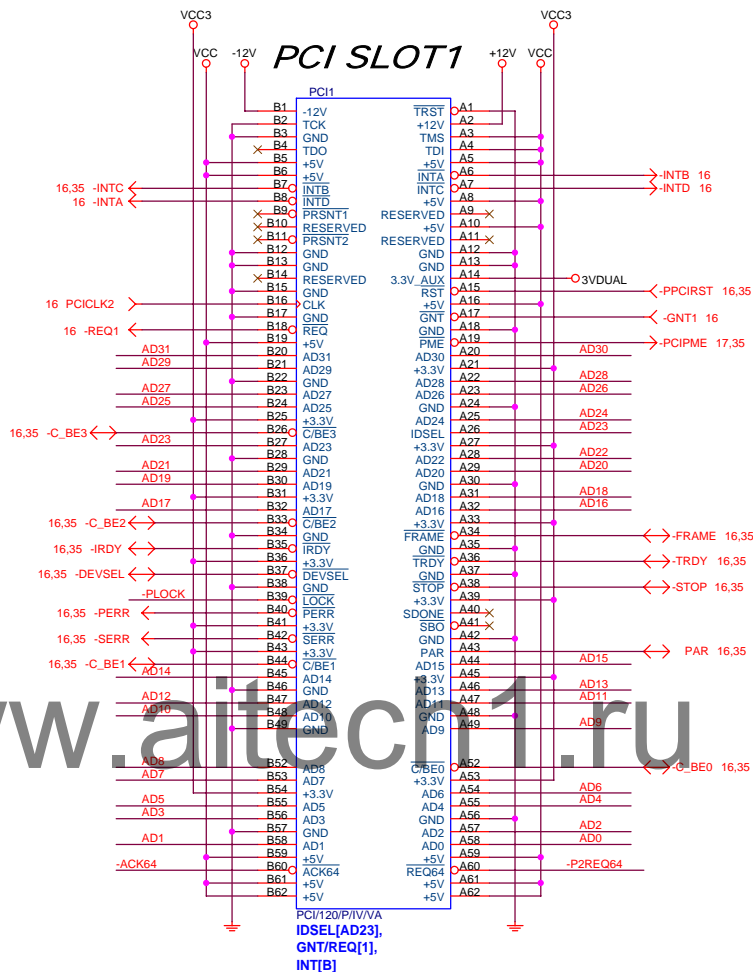 VCC3 VCC3
VCC -12V PCI SLOT1 +12V VCC
PCI1
B1 -12V TRST A1
B2 TCK +12V A2
B3 GND TMS A3
B4 TDO TDI A4
B5 +5V +5V A5
B6 +5V INTA A6 -INTB 16
16,35 -INTC B7 INTB INTC A7 -INTD 16
16 -INTA B8 INTD +5V A8
B9 PRSNT1 RESERVED A9
B10 RESERVED +5V A10
B11 PRSNT2 RESERVED A11
B12 GND GND A12
B13 GND GND A13
B14 RESERVED 3.3V_AUX A14 3VDUAL
B15 GND RST A15 -PPCIRST 16,35
16 PCICLK2 B16 CLK +5V A16
B17 GND GNT A17 -GNT1 16
16 -REQ1 B18 REQ GND A18
B19 +5V PME A19 -PCIPME 17,35
AD31 B20 AD31 AD30 A20 AD30
AD29 B21 AD29 +3.3V A21
B22 GND AD28 A22 AD28
AD27 B23 AD27 AD26 A23 AD26
AD25 B24 AD25 GND A24
B25 +3.3V AD24 A25 AD24
16,35 -C_BE3 B26 C/BE3 IDSEL A26 AD23
AD23 B27 AD23 +3.3V A27
B28 GND AD22 A28 AD22
AD21 B29 AD21 AD20 A29 AD20
AD19 B30 AD19 GND A30
B31 +3.3V AD18 A31 AD18
AD17 B32 AD17 AD16 A32 AD16
16,35 -C_BE2 B33 C/BE2 +3.3V A33
B34 GND FRAME A34 -FRAME 16,35
16,35 -IRDY B35 IRDY GND A35
B36 +3.3V TRDY A36 -TRDY 16,35
16,35 -DEVSEL B37 DEVSEL GND A37
B38 GND STOP A38 -STOP 16,35
-PLOCK B39 LOCK +3.3V A39
16,35 -PERR B40 PERR SDONE A40
B41 +3.3V SBO A41
16,35 -SERR B42 SERR GND A42
B43 +3.3V PAR A43 PAR 16,35
16,35 -C_BE1 B44 C/BE1 AD15 A44 AD15
AD14 B45 AD14 +3.3V A45
B46 GND AD13 A46 AD13
AD12 B47 AD12 AD11 A47 AD11
AD10 B48 AD10 GND A48
B49 GND AD9 A49 AD9
w.aitech1.ru
AD8 B52 AD8 C/BE0 A52 -C_BE0 16,35
AD7 B53 AD7 +3.3V A53
B54 +3.3V AD6 A54 AD6
AD5 B55 AD5 AD4 A55 AD4
AD3 B56 AD3 GND A56
B57 GND AD2 A57 AD2
AD1 B58 AD1 AD0 A58 AD0
B59 +5V +5V A59
-ACK64 B60 ACK64 REQ64 A60 -P2REQ64
B61 +5V +5V A61
B62 +5V +5V A62
PCI/120/P/IV/VA
IDSEL[AD23],
GNT/REQ[1],
INT[B]